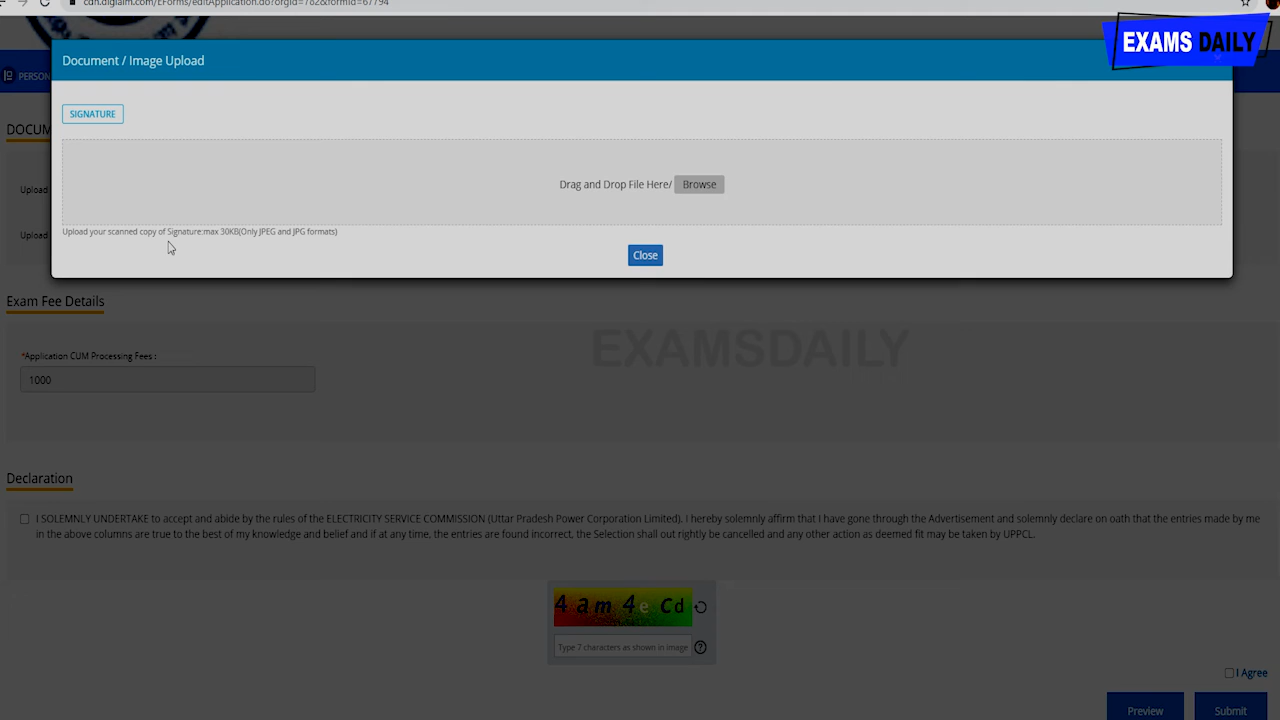 cdn.digialm.com/EForms/editApplication.do?orgId=782&formId=67794
EXAMS DAILY
PERSON
Document / Image Upload
SIGNATURE
DOCUM
Drag and Drop File Here/ Browse
Upload
Upload your scanned copy of Signature:max 30KB(Only JPEG and JPG formats)
Upload
Close
Exam Fee Details
EXAMSDAILY
*Application CUM Processing Fees :
1000
Declaration
I SOLEMNLY UNDERTAKE to accept and abide by the rules of the ELECTRICITY SERVICE COMMISSION (Uttar Pradesh Power Corporation Limited). I hereby solemnly affirm that I have gone through the Advertisement and solemnly declare on oath that the entries made by me
in the above columns are true to the best of my knowledge and belief and if at any time, the entries are found incorrect, the Selection shall out rightly be cancelled and any other action as deemed fit may be taken by UPPCL.
4am4eCd
Type 7 characters as shown in image
I Agree
Preview
Submit